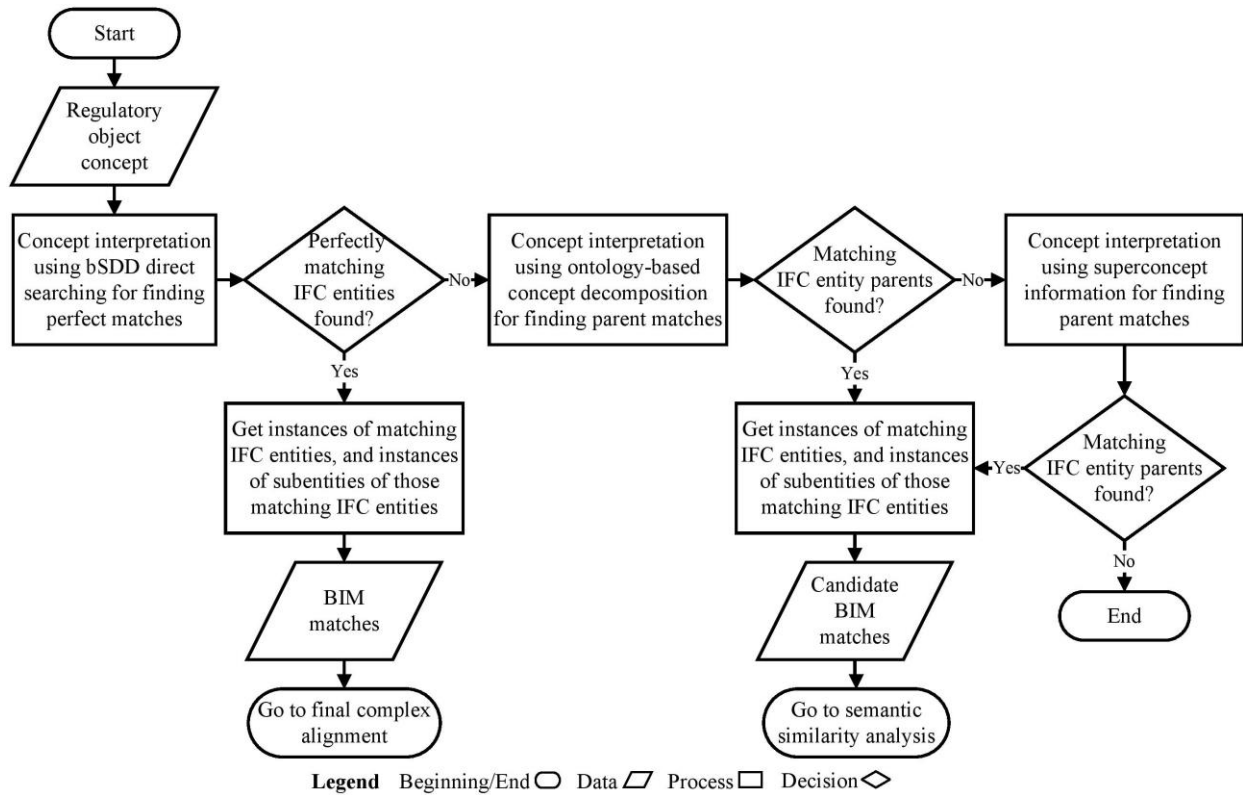 Start
Regulatory
object
concept
Concept interpretation
using bSDD direct
searching for finding
perfect matches
Perfectly
matching
IFC entities
found?
No
Concept interpretation
using ontology-based
concept decomposition
for finding parent matches
Matching
IFC entity parents
found?
No
Concept interpretation
using superconcept
information for finding
parent matches
Yes
Yes
Get instances of matching
IFC entities, and instances
of subentities of those
matching IFC entities
Get instances of matching
IFC entities, and instances
of subentities of those
matching IFC entities
Yes
Matching
IFC entity parents
found?
No
BIM
matches
Candidate
BIM
matches
End
Go to final complex
alignment
Go to semantic
similarity analysis
Legend Beginning/End Data Process Decision